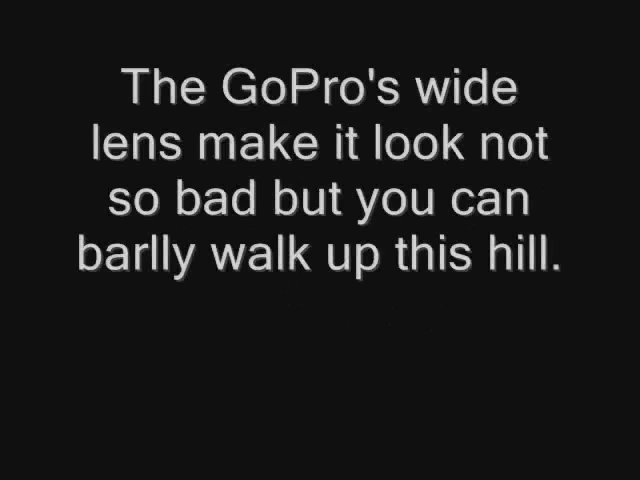 The GoPro's wide
lens make it look not
so bad but you can
barlly walk up this hill.